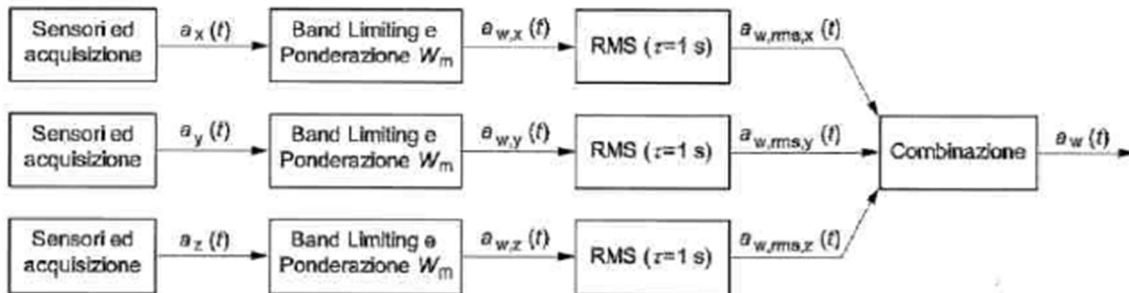 Sensori ed
acquisizione
a_x (t)
Band Limiting e
Ponderazione W_m
a_w,x (t)
RMS (τ=1 s)
a_w,rms,x (t)
Sensori ed
acquisizione
a_y (t)
Band Limiting e
Ponderazione W_m
a_w,y (t)
RMS (τ=1 s)
a_w,rms,y (t)
Combinazione
a_w (t)
Sensori ed
acquisizione
a_z (t)
Band Limiting e
Ponderazione W_m
a_w,z (t)
RMS (τ=1 s)
a_w,rms,z (t)